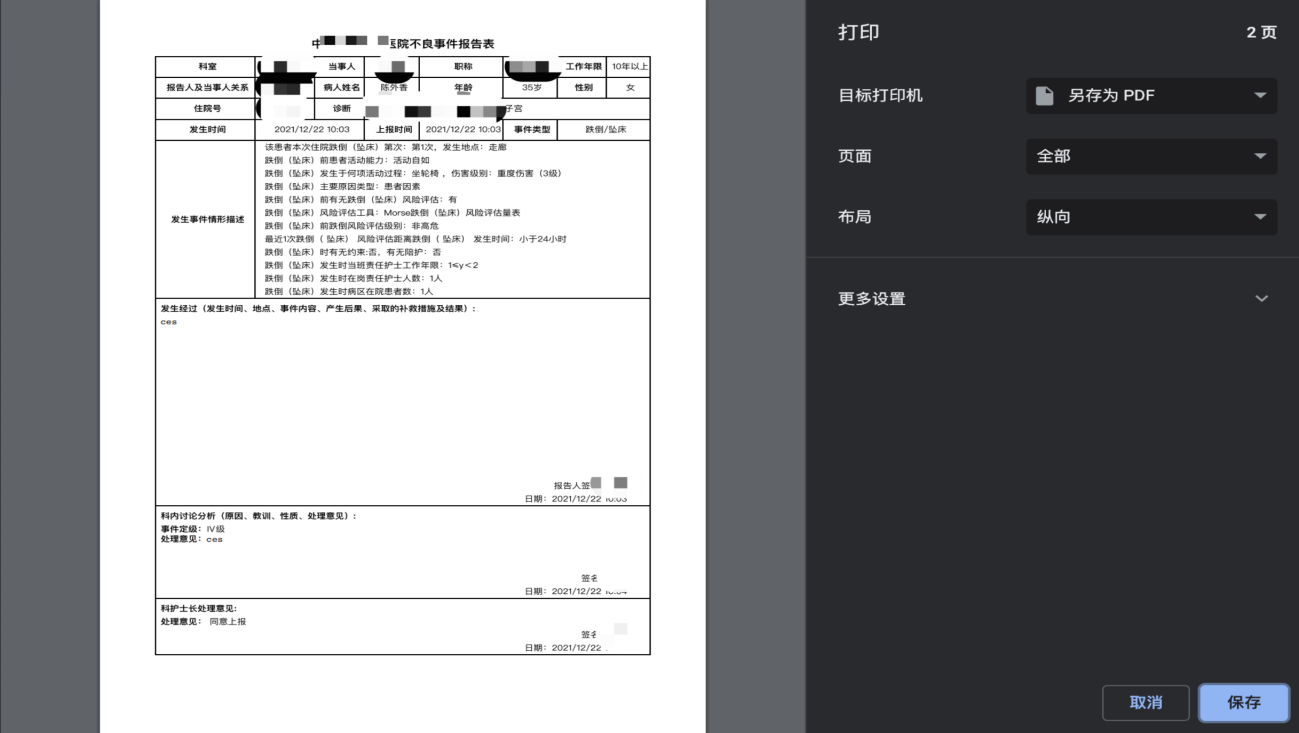 中 医院不良事件报告表
科室 当事人 职称 工作年限 10年以上
报告人及当事人关系 病人姓名 陈外香 年龄 35岁 性别 女
住院号 诊断 子宫
发生时间 2021/12/22 10:03 上报时间 2021/12/22 10:03 事件类型 跌倒/坠床
发生事件情形描述
该患者本次住院跌倒（坠床）第次：第1次，发生地点：走廊
跌倒（坠床）前患者活动能力：活动自如
跌倒（坠床）发生于何项活动过程：坐轮椅 ，伤害级别：重度伤害（3级）
跌倒（坠床）主要原因类型：患者因素
跌倒（坠床）前有无跌倒（坠床）风险评估：有
跌倒（坠床）风险评估工具：Morse跌倒（坠床）风险评估量表
跌倒（坠床）前跌倒风险评估级别：非高危
最近1次跌倒（ 坠床） 风险评估距离跌倒（ 坠床） 发生时间：小于24小时
跌倒（坠床）时有无约束:否，有无陪护：否
跌倒（坠床）发生时当班责任护士工作年限：1≤y＜2
跌倒（坠床）发生时在岗责任护士人数：1人
跌倒（坠床）发生时病区在院患者数：1人
发生经过（发生时间、地点、事件内容、产生后果、采取的补救措施及结果）:
ces
报告人签
日期：2021/12/22 10:03
科内讨论分析（原因、教训、性质、处理意见）:
事件定级：IV级
处理意见：ces
签名
日期：2021/12/22 10:04
科护士长处理意见:
处理意见： 同意上报
签名
日期：2021/12/22
打印 2 页
目标打印机 另存为 PDF
页面 全部
布局 纵向
更多设置
取消 保存